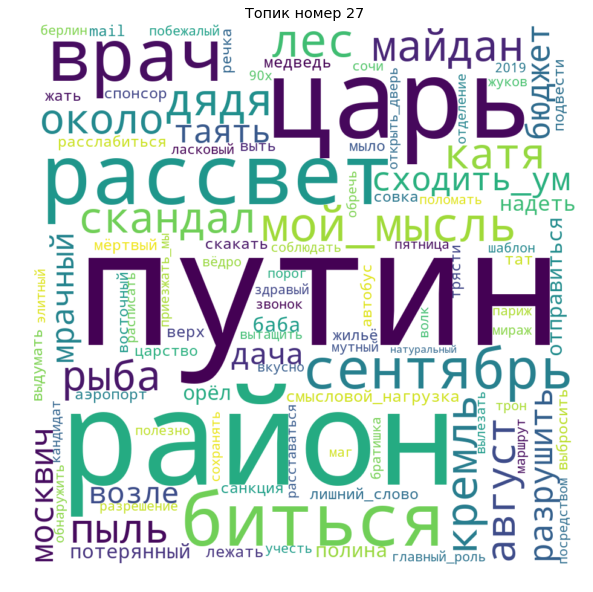 Топик номер 27
берлин
mail
побежалый
речка
лес
майдан
бюджет
врач
медведь
сочи
2019
жуков
подвести
90х
царь
жать
спонсор
дядя
открыть_дверь
отделение
около
таять
расслабиться
ласковый
выть
мыло
катя
рассвет
совка
сходить_ум
обречь
поломать
надеть
скандал
мой_мысль
мрачный
мёртвый
скакать
соблюдать
пятница
шаблон
отправиться
элитный
приезжать_мы
вёдро
порог
трясти
тат
путин
восточный
расписать
здравый
звонок
автобус
волк
париж
мираж
баба
верх
вытащить
жильё
мутный
натуральный
выдумать
царство
дача
вкусно
сентябрь
рыба
аэропорт
орёл
смысловой_нагрузка
вылезать
трон
выбросить
район
москвич
кандидат
обнаружить
полезно
сохранять
расставаться
маг
братишка
кремль
август
маршрут
разрушить
посредством
возле
разрешение
санкция
лишний_слово
пыль
биться
потерянный
лежать
учесть
полина
главный_роль